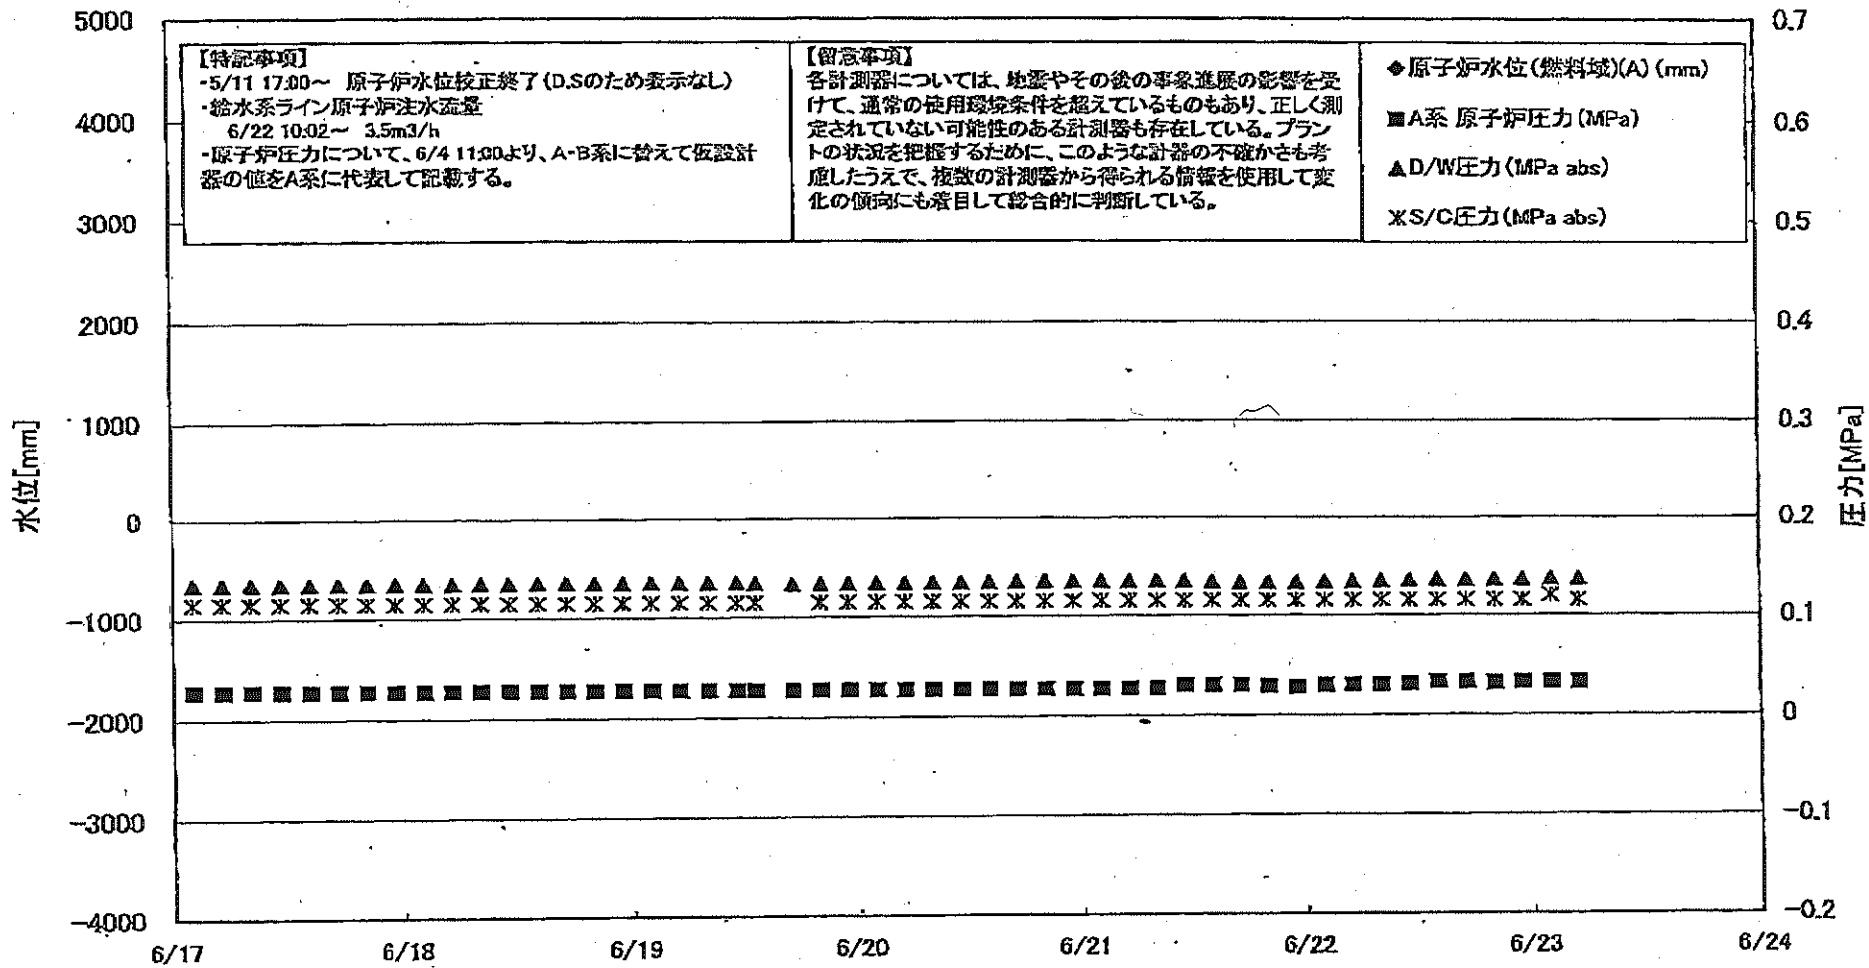 5000
4000
3000
2000
1000
0
-1000
-2000
-3000
-4000
水位[mm]
【特記事項】
・5/11 17:00～ 原子炉水位校正終了(D.Sのため表示なし)
・給水系ライン原子炉注水流量
6/22 10:02～ 3.5m3/h
・原子炉圧力について、6/4 11:00より、A・B系に替えて仮設計
器の値をA系に代表して記載する。
【留意事項】
各計測器については、地震やその後の事象進展の影響を受
けて、通常の使用環境条件を超えているものもあり、正しく測
定されていない可能性のある計測器も存在している。プラン
トの状況を把握するために、このような計器の不確かさも考
慮したうえで、複数の計測器から得られる情報を使用して変
化の傾向にも着目して総合的に判断している。
◆原子炉水位(燃料域)(A)(mm)
■A系 原子炉圧力(MPa)
▲D/W圧力(MPa abs)
＊S/C圧力(MPa abs)
0.7
0.6
0.5
0.4
0.3
0.2
0.1
0
-0.1
-0.2
圧力[MPa]
6/17
6/18
6/19
6/20
6/21
6/22
6/23
6/24